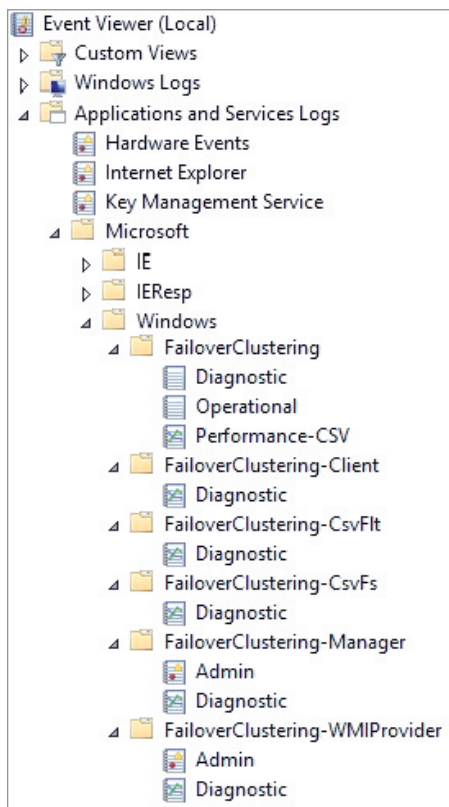 Event Viewer (Local)
Custom Views
Windows Logs
Applications and Services Logs
Hardware Events
Internet Explorer
Key Management Service
Microsoft
IE
IEResp
Windows
FailoverClustering
Diagnostic
Operational
Performance-CSV
FailoverClustering-Client
Diagnostic
FailoverClustering-CsvFlt
Diagnostic
FailoverClustering-CsvFs
Diagnostic
FailoverClustering-Manager
Admin
Diagnostic
FailoverClustering-WMIProvider
Admin
Diagnostic